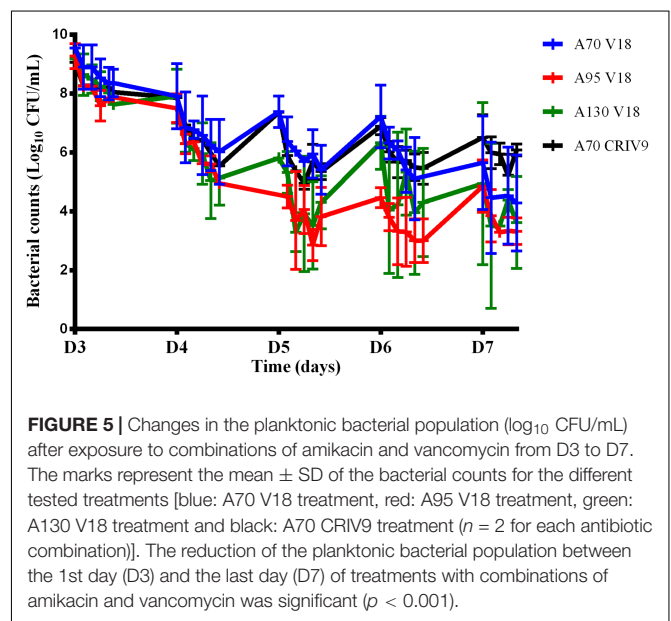 10
8
6
4
2
0
Bacterial counts (Log10 CFU/mL)
D3 D4 D5 D6 D7
Time (days)
A70 V18
A95 V18
A130 V18
A70 CRIV9
FIGURE 5 | Changes in the planktonic bacterial population (log10 CFU/mL)
after exposure to combinations of amikacin and vancomycin from D3 to D7.
The marks represent the mean ± SD of the bacterial counts for the different
tested treatments [blue: A70 V18 treatment, red: A95 V18 treatment, green:
A130 V18 treatment and black: A70 CRIV9 treatment (n = 2 for each antibiotic
combination)]. The reduction of the planktonic bacterial population between
the 1st day (D3) and the last day (D7) of treatments with combinations of
amikacin and vancomycin was significant (p < 0.001).